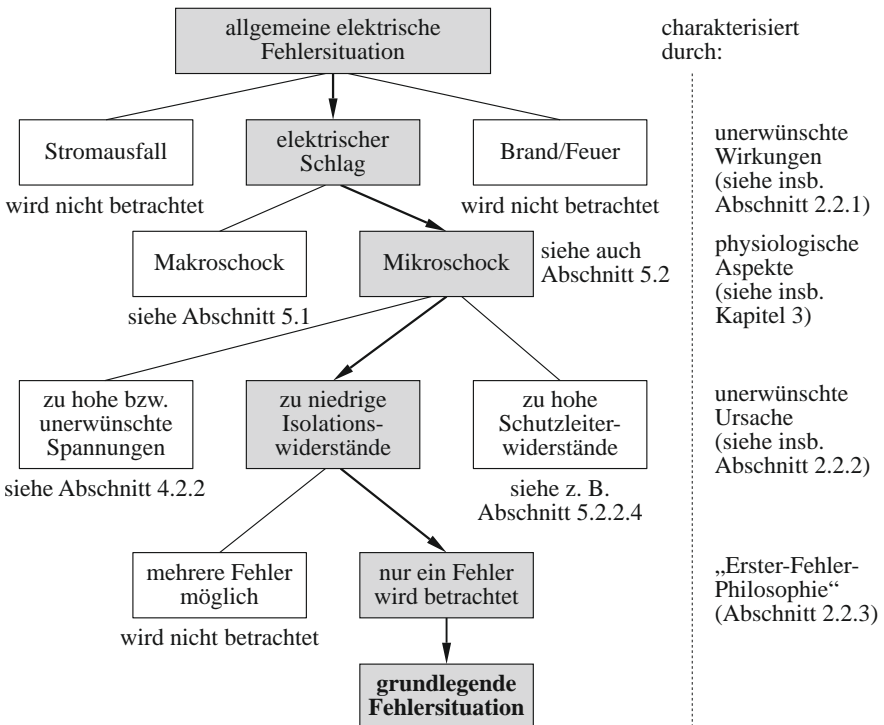 allgemeine elektrische
Fehlersituation
charakterisiert
durch:
Stromausfall
wird nicht betrachtet
elektrischer
Schlag
Brand/Feuer
wird nicht betrachtet
unerwünschte
Wirkungen
(siehe insb.
Abschnitt 2.2.1)
Makroschock
siehe Abschnitt 5.1
Mikroschock
siehe auch
Abschnitt 5.2
physiologische
Aspekte
(siehe insb.
Kapitel 3)
zu hohe bzw.
unerwünschte
Spannungen
siehe Abschnitt 4.2.2
zu niedrige
Isolations-
widerstände
zu hohe
Schutzleiter-
widerstände
siehe z. B.
Abschnitt 5.2.2.4
unerwünschte
Ursache
(siehe insb.
Abschnitt 2.2.2)
mehrere Fehler
möglich
wird nicht betrachtet
nur ein Fehler
wird betrachtet
„Erster-Fehler-
Philosophie“
(Abschnitt 2.2.3)
grundlegende
Fehlersituation